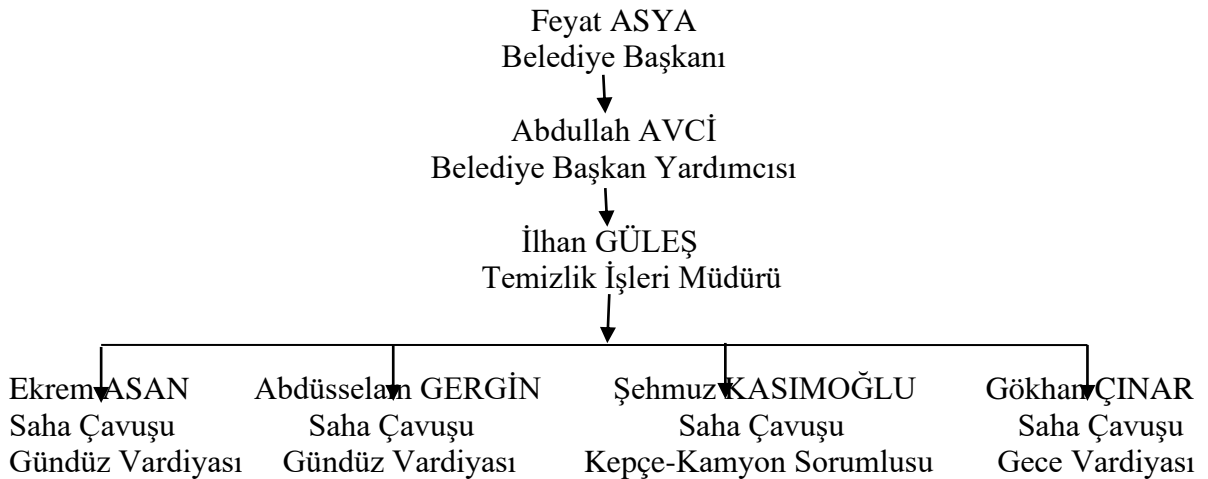 Feyat ASYA
Belediye Başkanı
Abdullah AVCİ
Belediye Başkan Yardımcısı
İlhan GÜLEŞ
Temizlik İşleri Müdürü
Ekrem ASAN
Saha Çavuşu
Gündüz Vardiyası
Abdüsselam GERGİN
Saha Çavuşu
Gündüz Vardiyası
Şehmuz KASIMOĞLU
Saha Çavuşu
Kepçe-Kamyon Sorumlusu
Gökhan ÇINAR
Saha Çavuşu
Gece Vardiyası